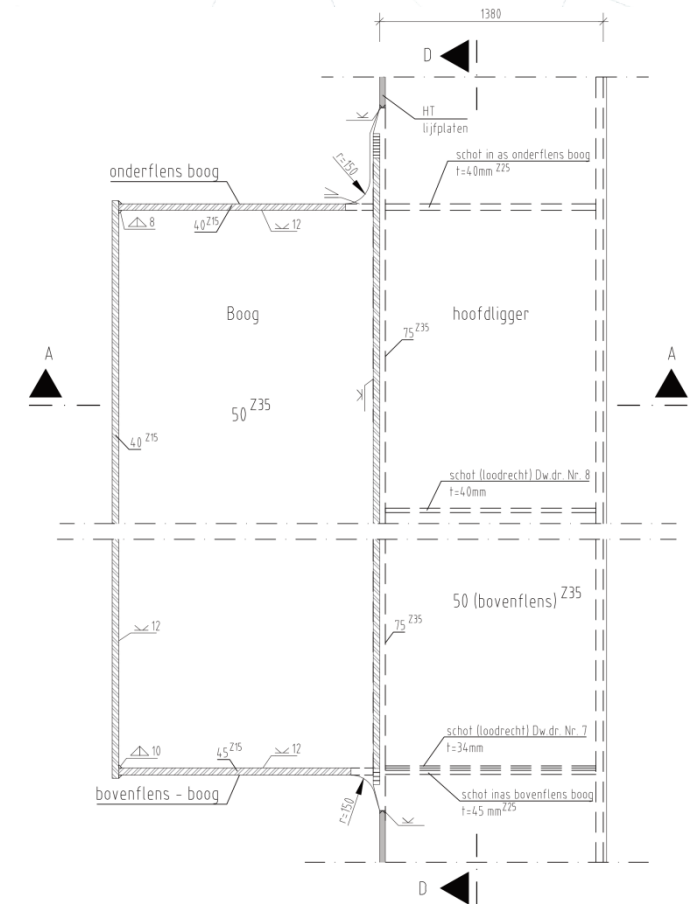 1380
D
HT
lijfplaten
schot in as onderflens boog
t=40mm Z25
r=150
onderflens boog
8
40 Z15
12
Boog
hoofdligger
75 Z35
A
A
50 Z35
40 Z15
schot (loodrecht) Dw.dr. Nr. 8
t=40mm
50 (bovenflens) Z35
75 Z35
12
schot (loodrecht) Dw.dr. Nr. 7
t=34mm
10
45 Z15
12
bovenflens - boog
schot inas bovenflens boog
t=45 mm Z25
r=150
D